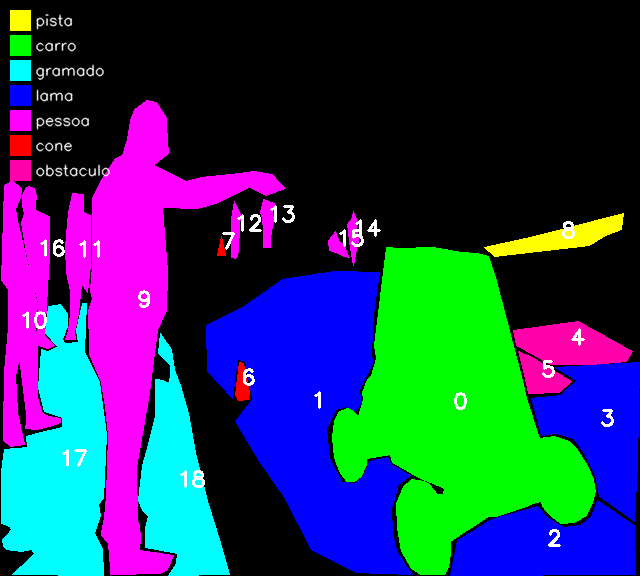 pista
carro
gramado
lama
pessoa
cone
obstaculo
7 12 13 15 14 8
16 11
10 9 4
5
6 1 0 3
17 18
2